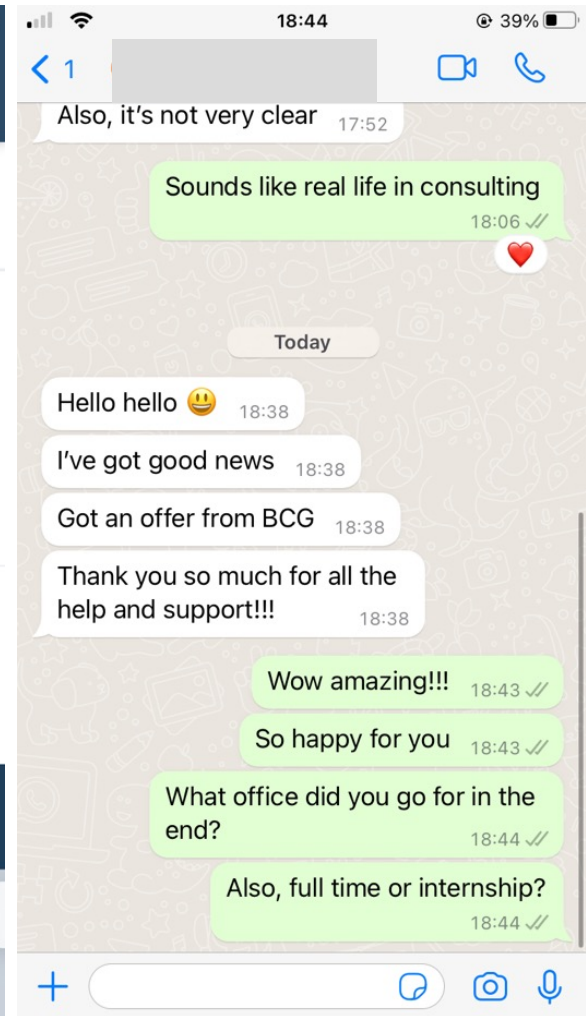 18:44
39%
1
Also, it's not very clear 17:52
Sounds like real life in consulting
18:06
Today
Hello hello 😃 18:38
I've got good news 18:38
Got an offer from BCG 18:38
Thank you so much for all the
help and support!!! 18:38
Wow amazing!!! 18:43
So happy for you 18:43
What office did you go for in the
end? 18:44
Also, full time or internship?
18:44